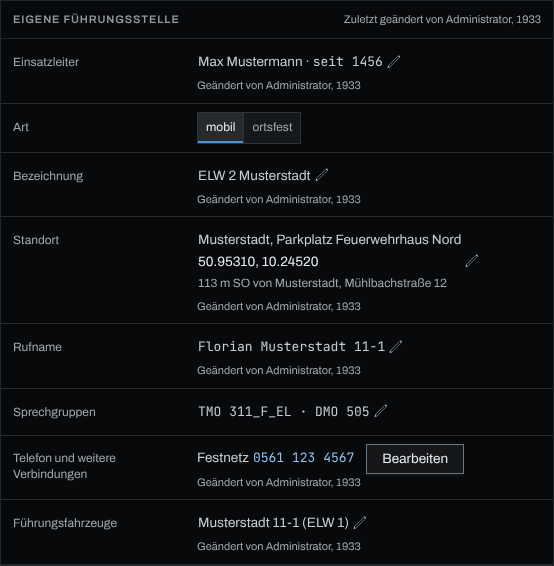 EIGENE FÜHRUNGSSTELLE Zuletzt geändert von Administrator, 1933
Einsatzleiter Max Mustermann · seit 1456
Geändert von Administrator, 1933
Art mobil ortsfest
Bezeichnung ELW 2 Musterstadt
Geändert von Administrator, 1933
Standort Musterstadt, Parkplatz Feuerwehrhaus Nord
50.95310, 10.24520
113 m SO von Musterstadt, Mühlbachstraße 12
Geändert von Administrator, 1933
Rufname Florian Musterstadt 11-1
Geändert von Administrator, 1933
Sprechgruppen TMO 311_F_EL · DMO 505
Telefon und weitere Verbindungen Festnetz 0561 123 4567 Bearbeiten
Geändert von Administrator, 1933
Führungsfahrzeuge Musterstadt 11-1 (ELW 1)
Geändert von Administrator, 1933